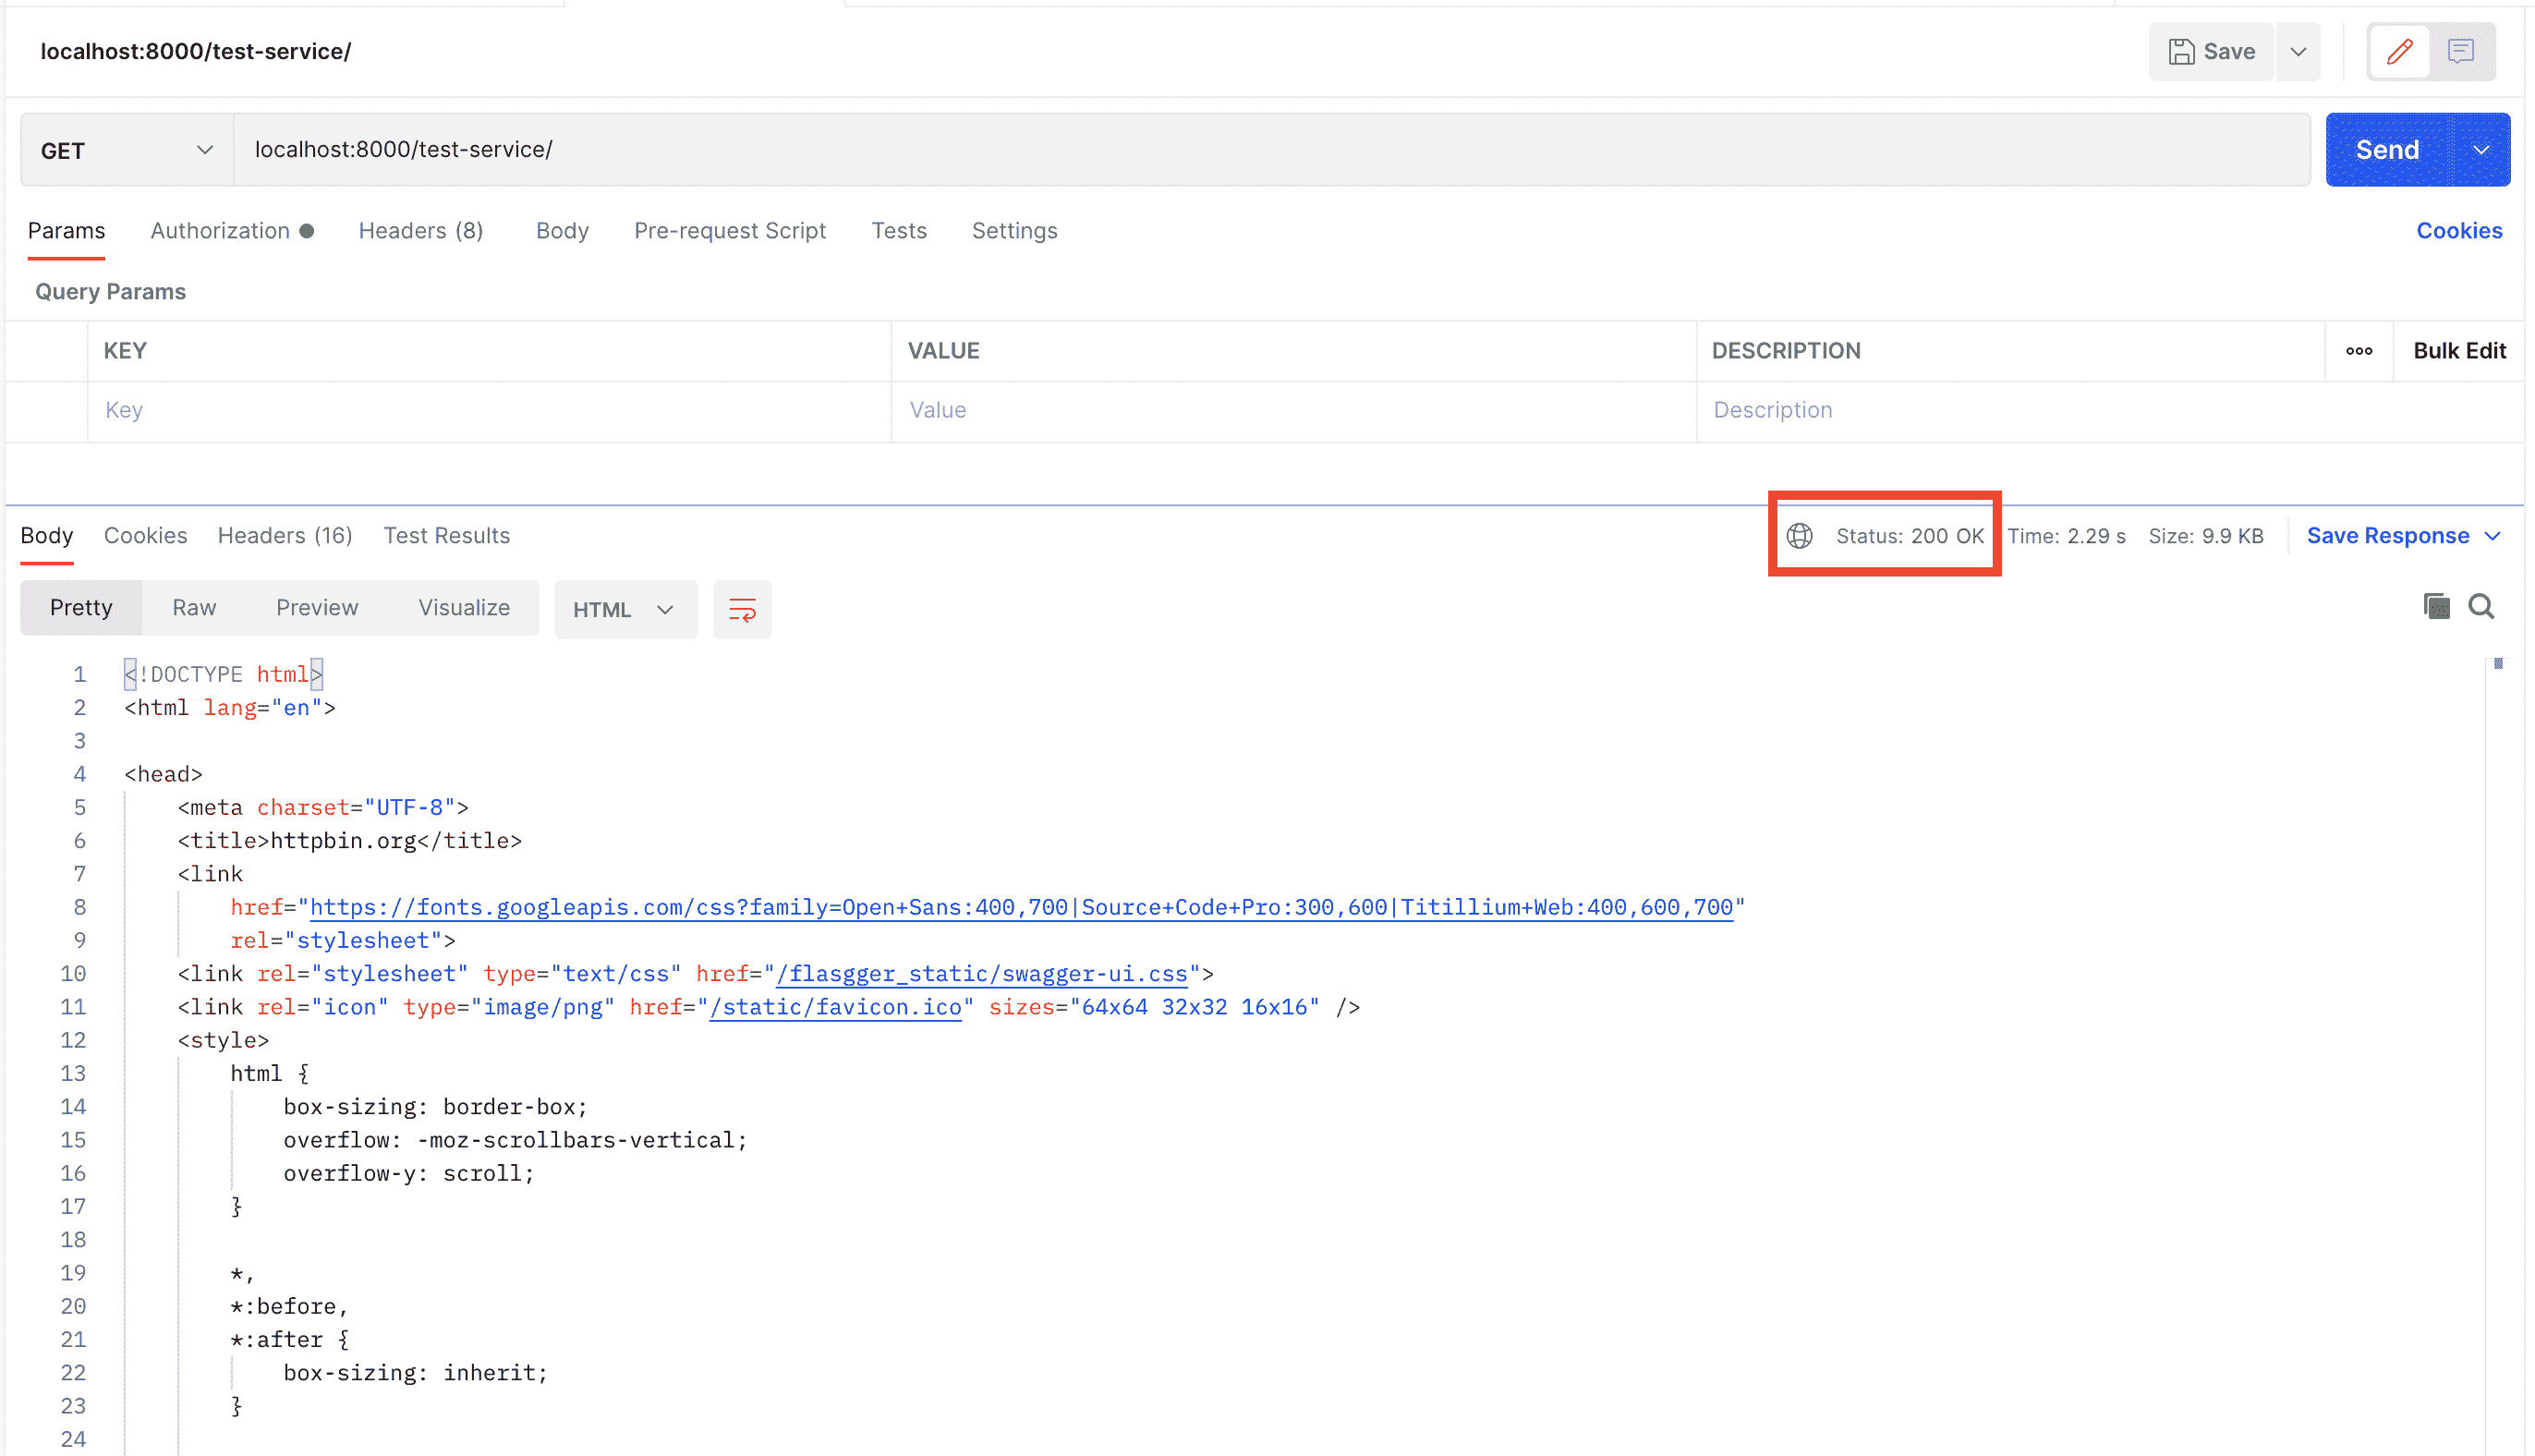 localhost:8000/test-service/
Save
GET
localhost:8000/test-service/
Send
Params
Authorization
Headers (8)
Body
Pre-request Script
Tests
Settings
Cookies
Query Params
KEY
VALUE
DESCRIPTION
Bulk Edit
Key
Value
Description
Body
Cookies
Headers (16)
Test Results
Status: 200 OK
Time: 2.29 s
Size: 9.9 KB
Save Response
Pretty
Raw
Preview
Visualize
HTML
1 <!DOCTYPE html>
2 <html lang="en">
3
4 <head>
5 <meta charset="UTF-8">
6 <title>httpbin.org</title>
7 <link
8 href="https://fonts.googleapis.com/css?family=Open+Sans:400,700|Source+Code+Pro:300,600|Titillium+Web:400,600,700"
9 rel="stylesheet">
10 <link rel="stylesheet" type="text/css" href="/flasgger_static/swagger-ui.css">
11 <link rel="icon" type="image/png" href="/static/favicon.ico" sizes="64x64 32x32 16x16" />
12 <style>
13 html {
14 box-sizing: border-box;
15 overflow: -moz-scrollbars-vertical;
16 overflow-y: scroll;
17 }
18
19 *,
20 *:before,
21 *:after {
22 box-sizing: inherit;
23 }
24